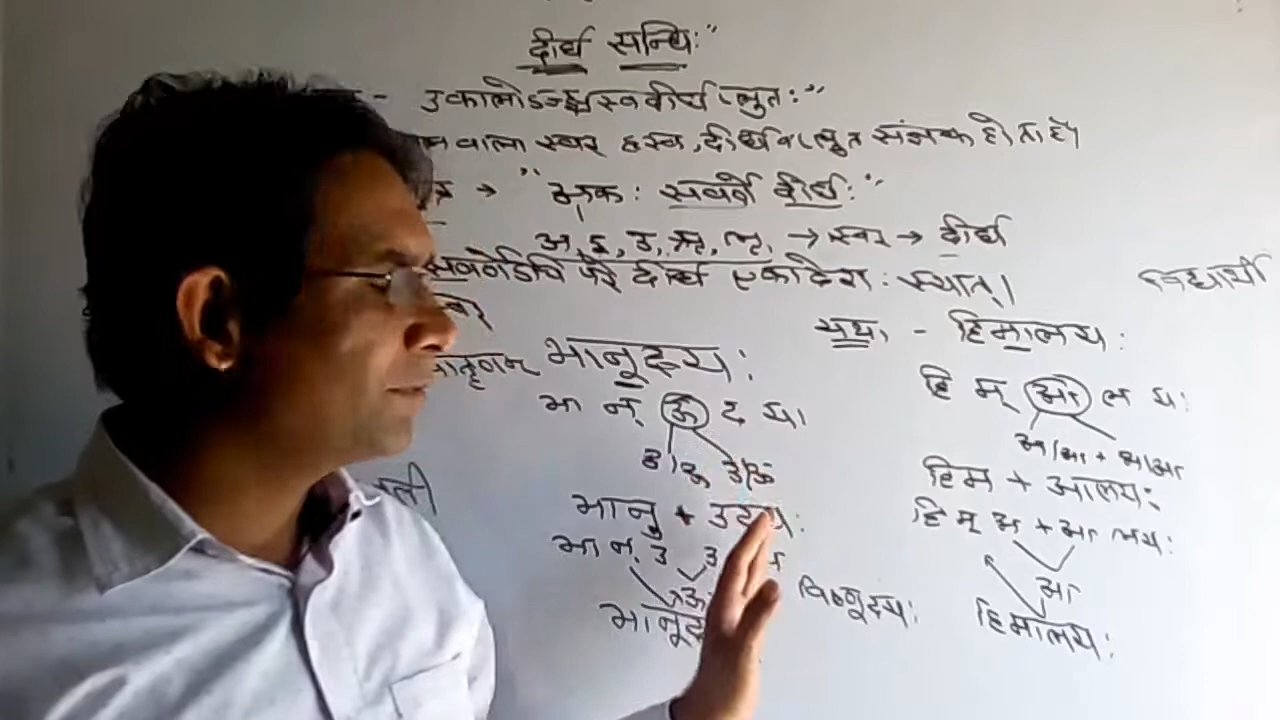 दीर्घ सन्धिः"
- उकालोऽज्झ्रस्वदीर्घप्लुतः"
वाला स्वर ह्रस्व, दीर्घ व प्लुत संज्ञक होता है।
→ "अकः सवर्णे दीर्घः"
अ, इ, उ, ऋ, लृ, → स्वर → दीर्घ
सवर्णेऽचि परे दीर्घ एकादेशः स्यात्।
विद्यार्थी
यथा - हिमालयः
भानूदयः
हि म् आ ल यः
भा न् ऊ द यः
अ/आ + अ/आ
उ/ऊ उ/ऊ
हिम + आलयः
भानु + उदयः
हि म् अ + आ लयः
भा न् उ उ
आ
ऊ
विष्णूदयः
हिमालयः